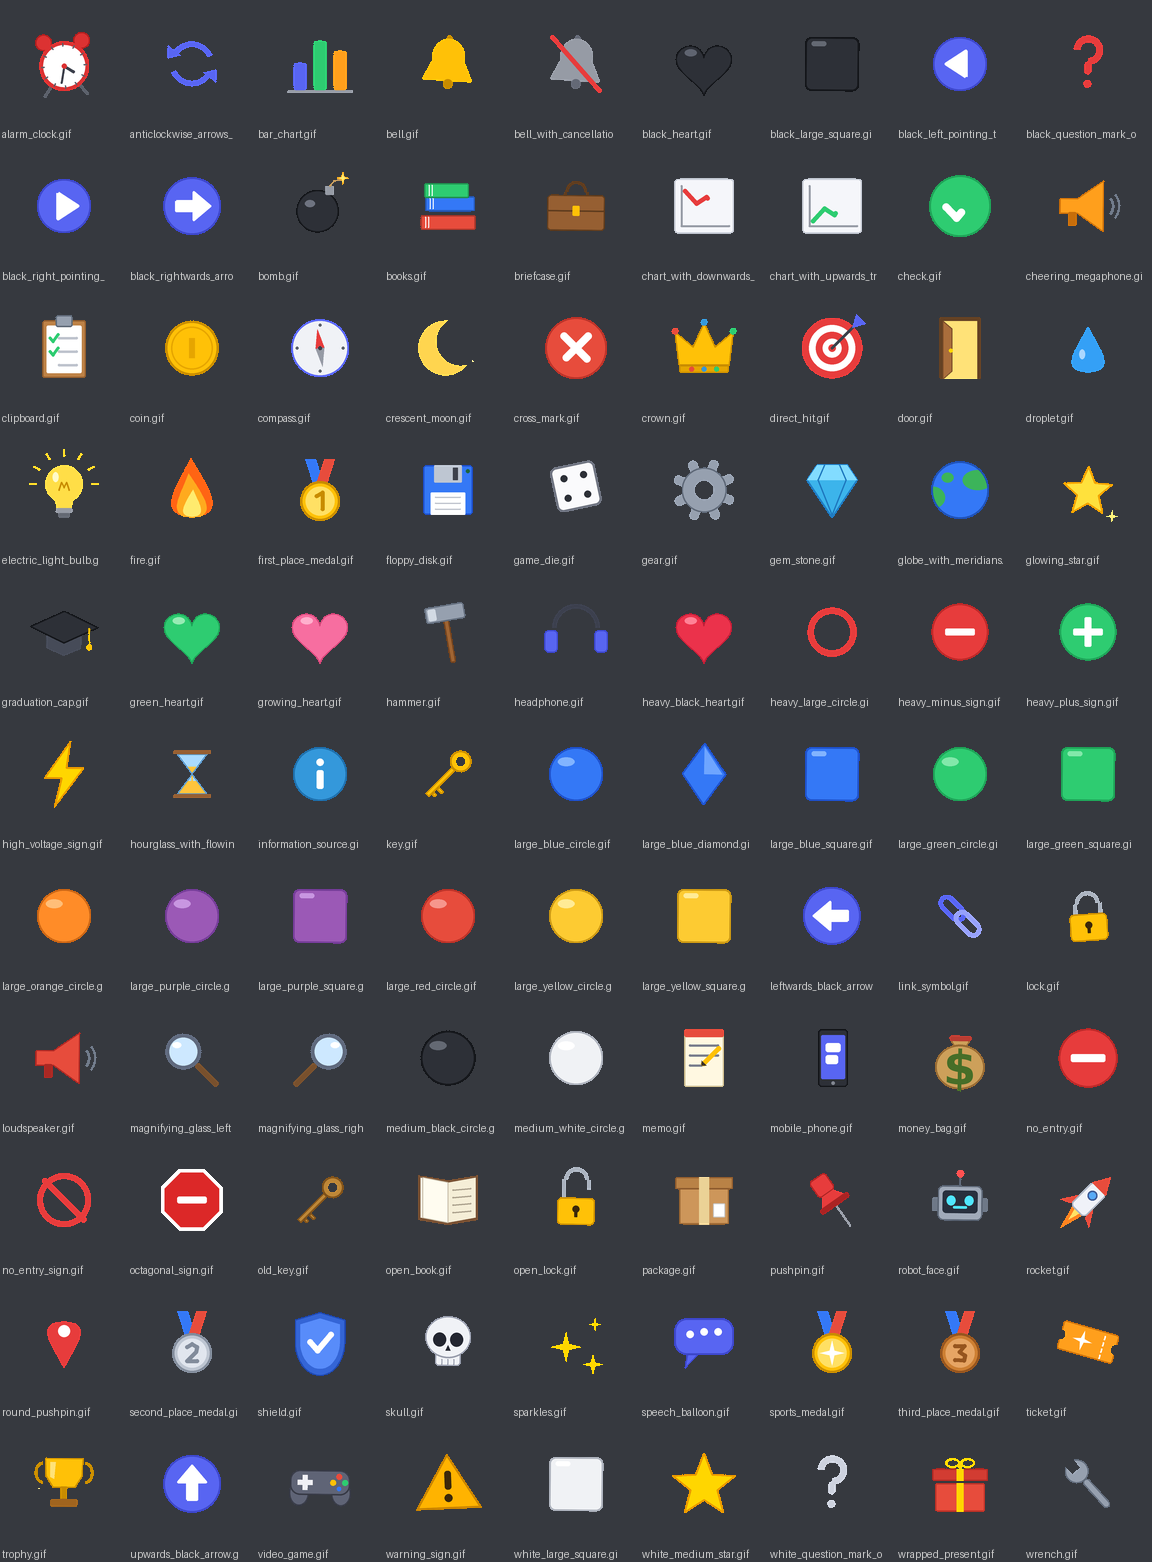 alarm_clock.gif anticlockwise_arrows_ bar_chart.gif bell.gif bell_with_cancellatio black_heart.gif black_large_square.gi black_left_pointing_t black_question_mark_o
black_right_pointing_ black_rightwards_arro bomb.gif books.gif briefcase.gif chart_with_downwards_ chart_with_upwards_tr check.gif cheering_megaphone.gi
clipboard.gif coin.gif compass.gif crescent_moon.gif cross_mark.gif crown.gif direct_hit.gif door.gif droplet.gif
1
electric_light_bulb.g fire.gif first_place_medal.gif floppy_disk.gif game_die.gif gear.gif gem_stone.gif globe_with_meridians. glowing_star.gif
graduation_cap.gif green_heart.gif growing_heart.gif hammer.gif headphone.gif heavy_black_heart.gif heavy_large_circle.gi heavy_minus_sign.gif heavy_plus_sign.gif
i
high_voltage_sign.gif hourglass_with_flowin information_source.gi key.gif large_blue_circle.gif large_blue_diamond.gi large_blue_square.gif large_green_circle.gi large_green_square.gi
large_orange_circle.g large_purple_circle.g large_purple_square.g large_red_circle.gif large_yellow_circle.g large_yellow_square.g leftwards_black_arrow link_symbol.gif lock.gif
$
loudspeaker.gif magnifying_glass_left magnifying_glass_righ medium_black_circle.g medium_white_circle.g memo.gif mobile_phone.gif money_bag.gif no_entry.gif
no_entry_sign.gif octagonal_sign.gif old_key.gif open_book.gif open_lock.gif package.gif pushpin.gif robot_face.gif rocket.gif
2 3
round_pushpin.gif second_place_medal.gi shield.gif skull.gif sparkles.gif speech_balloon.gif sports_medal.gif third_place_medal.gif ticket.gif
trophy.gif upwards_black_arrow.g video_game.gif warning_sign.gif white_large_square.gi white_medium_star.gif white_question_mark_o wrapped_present.gif wrench.gif